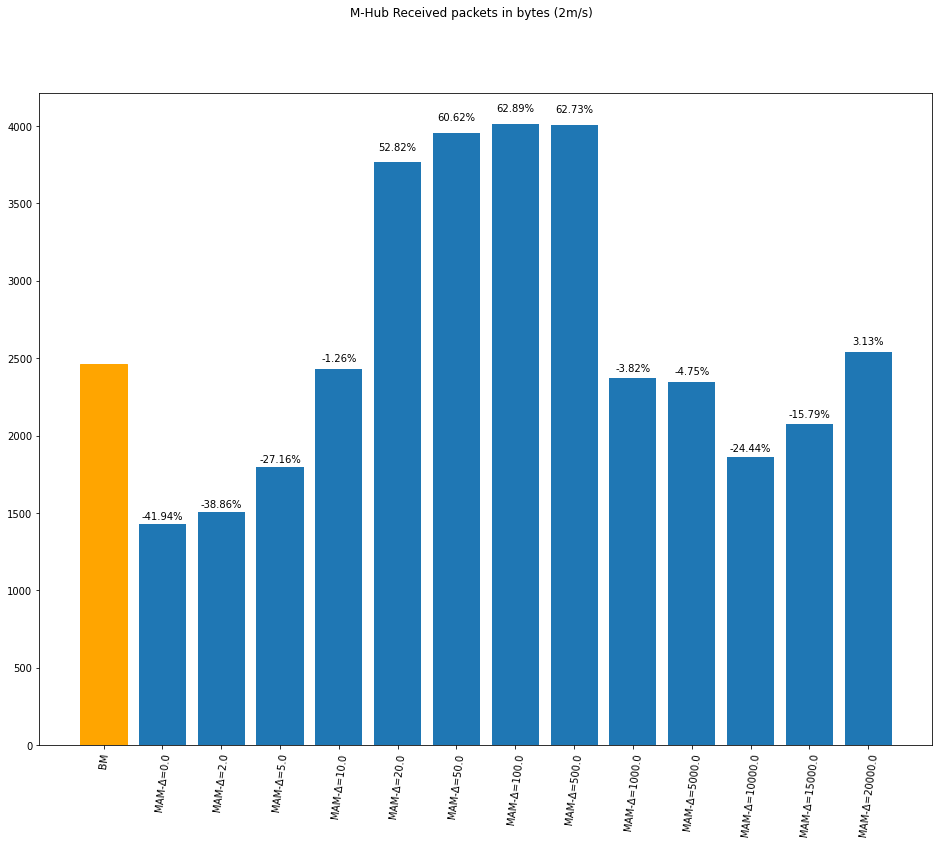 M-Hub Received packets in bytes (2m/s)
4000
3500
3000
2500
2000
1500
1000
500
0
-41.94%
-38.86%
-27.16%
-1.26%
52.82%
60.62%
62.89%
62.73%
-3.82%
-4.75%
-24.44%
-15.79%
3.13%
BM
MAM-Δ=0.0
MAM-Δ=2.0
MAM-Δ=5.0
MAM-Δ=10.0
MAM-Δ=20.0
MAM-Δ=50.0
MAM-Δ=100.0
MAM-Δ=500.0
MAM-Δ=1000.0
MAM-Δ=5000.0
MAM-Δ=10000.0
MAM-Δ=15000.0
MAM-Δ=20000.0